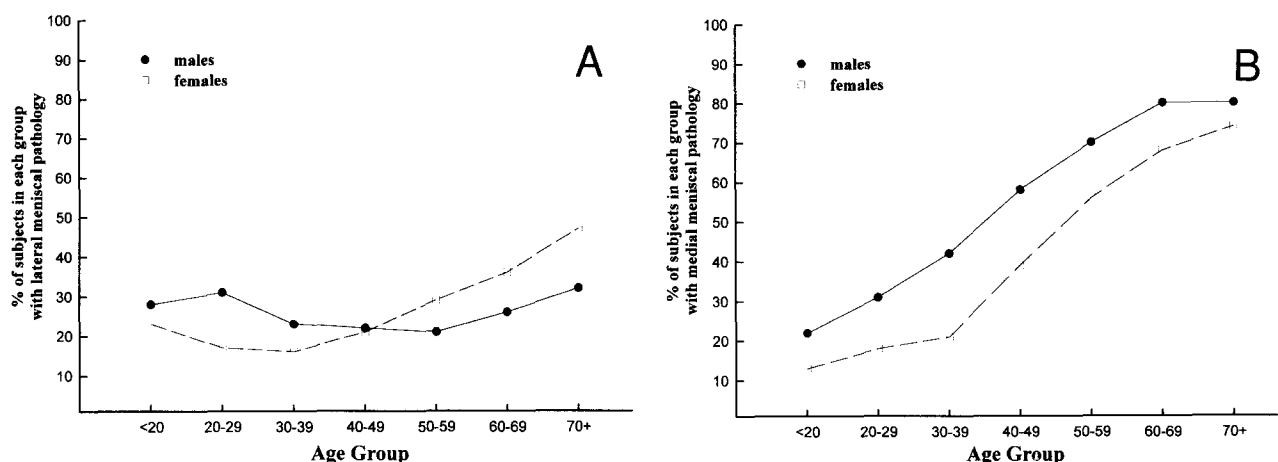 A
% of subjects in each group
with lateral meniscal pathology
100
90
80
70
60
50
40
30
20
10
males
females
<20 20-29 30-39 40-49 50-59 60-69 70+
Age Group
B
% of subjects in each group
with medial meniscal pathology
100
90
80
70
60
50
40
30
20
10
males
females
<20 20-29 30-39 40-49 50-59 60-69 70+
Age Group